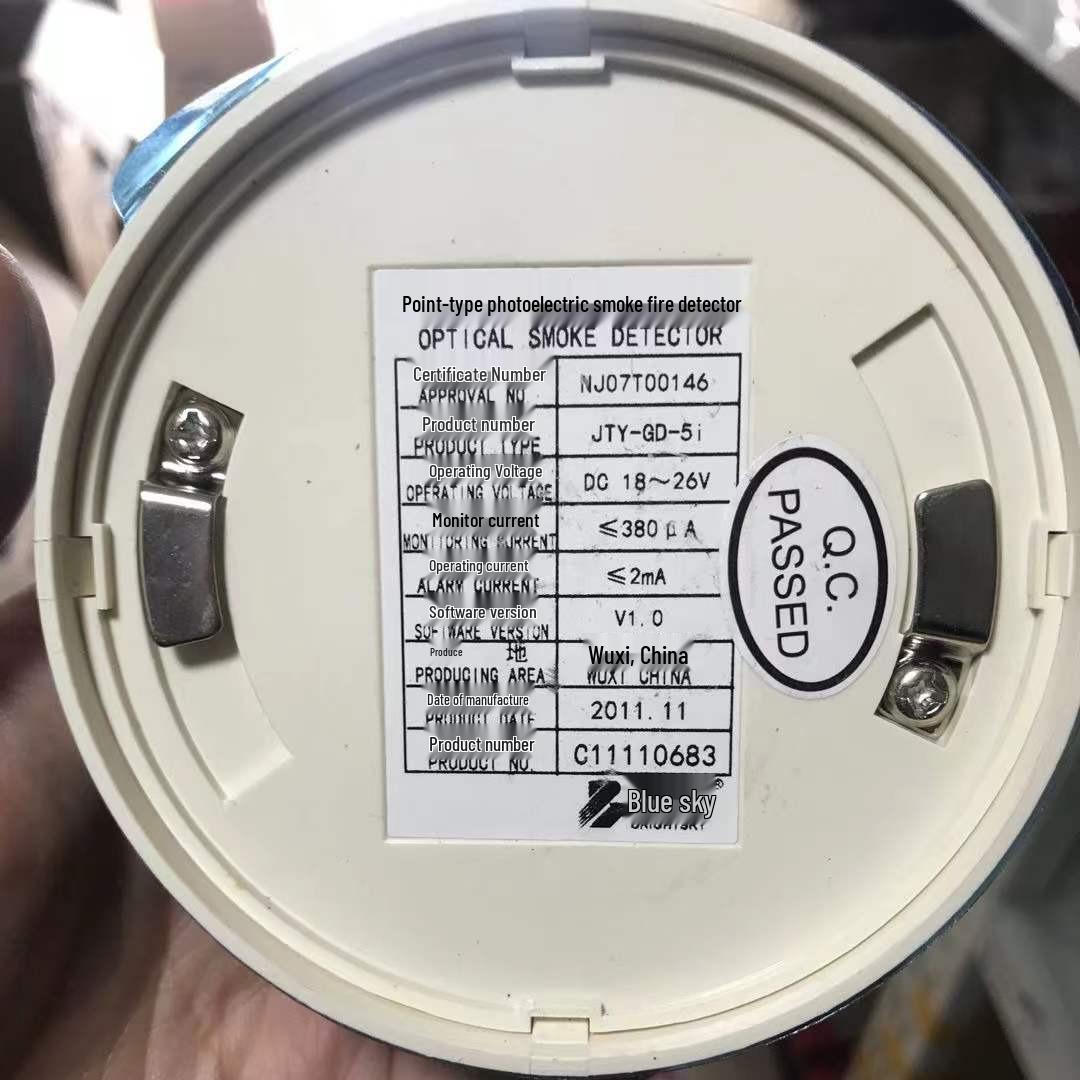 Point-type photoelectric smoke fire detector
OPTICAL SMOKE DETECTOR
Certificate Number
APPROVAL NO
NJ07T00146
Product number
PRODUCT TYPE
JTY-GD-5i
Operating Voltage
OPERATING VOLTAGE
DC 18～26V
Monitor current
MONITORING CURRENT
≤380μA
Operating current
ALARM CURRENT
≤2mA
Software version
SOFTWARE VERSION
V1.0
Produce 地
PRODUCING AREA
Wuxi, China
WUXI CHINA
Date of manufacture
PRODUCT DATE
2011.11
Product number
PRODUCT NO.
C11110683
Blue sky
®
BRIGHTSKY
Q.C.
PASSED